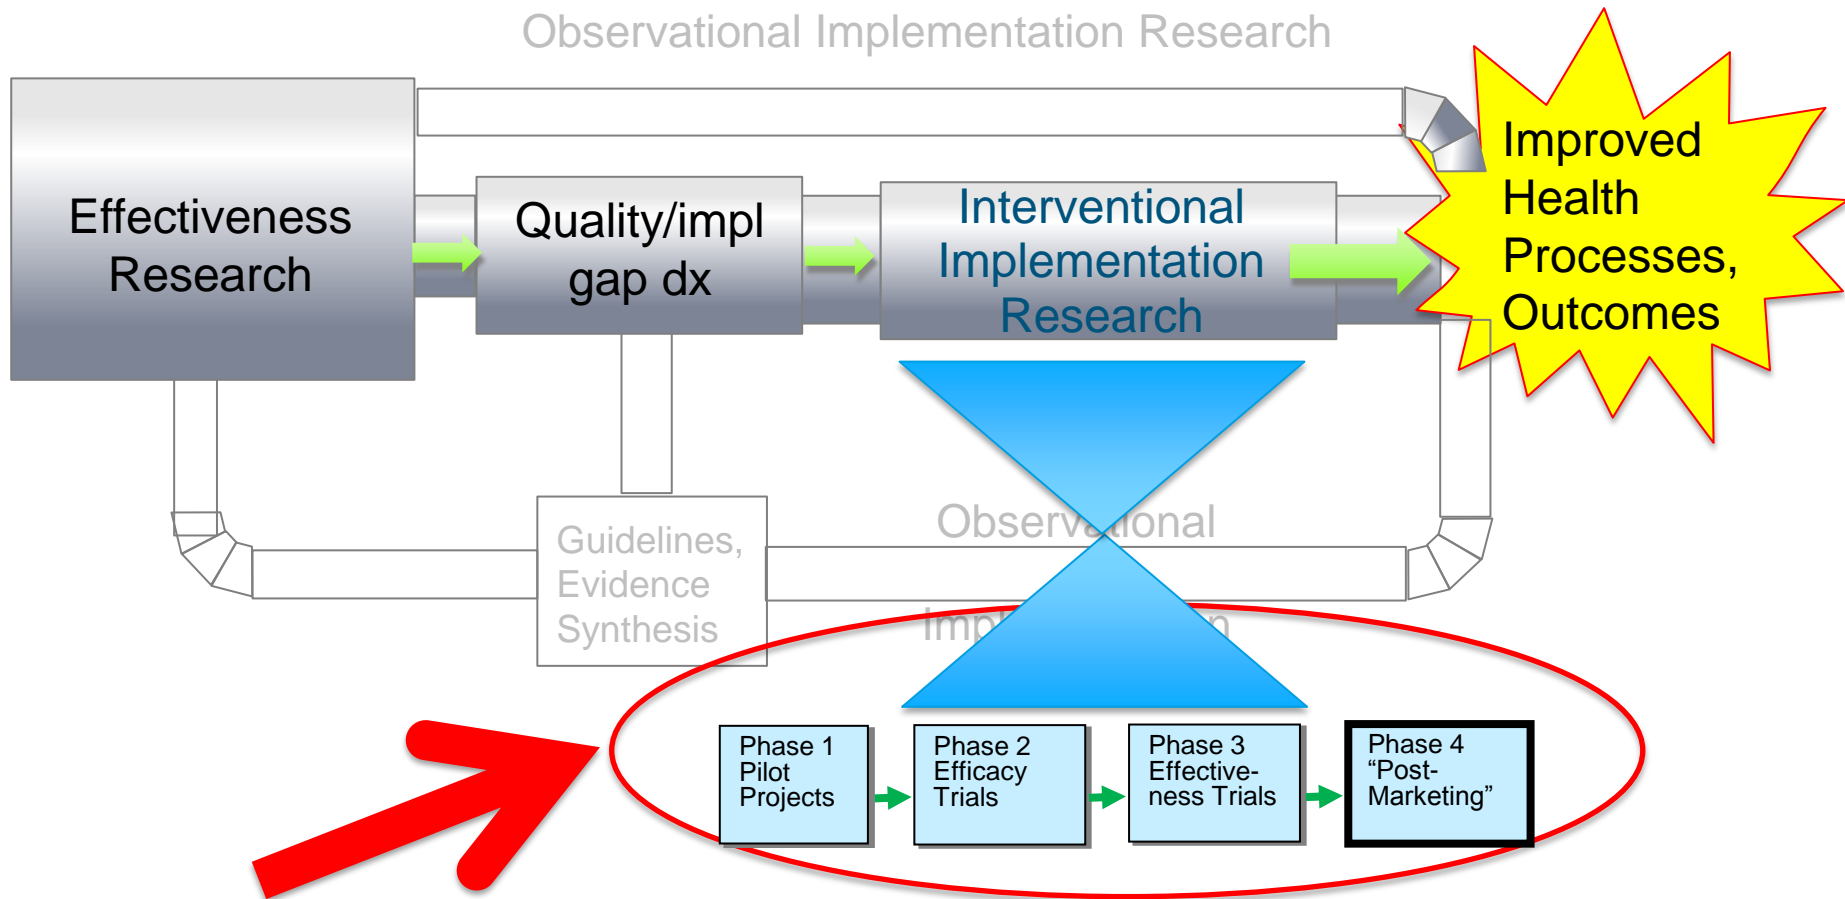 Observational Implementation Research
Effectiveness
Research
Quality/impl
gap dx
Interventional
Implementation
Research
Improved
Health
Processes,
Outcomes
Guidelines,
Evidence
Synthesis
Observational
Phase 1
Pilot
Projects
Phase 2
Efficacy
Trials
Phase 3
Effective-
ness Trials
Phase 4
“Post-
Marketing”